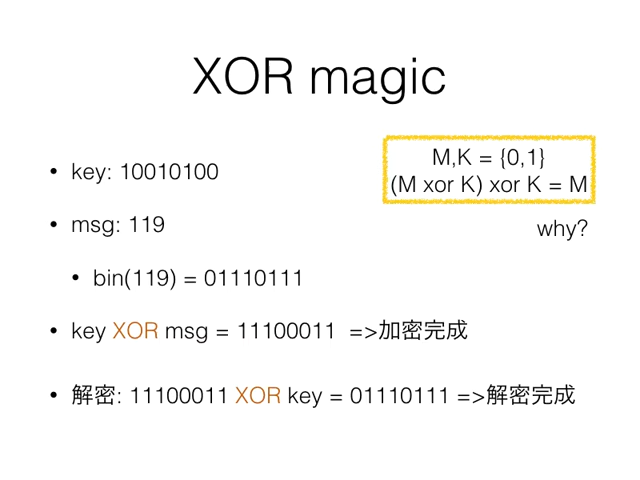 XOR magic
M,K = {0,1}
(M xor K) xor K = M
why?
• key: 10010100
• msg: 119
• bin(119) = 01110111
• key XOR msg = 11100011 =>加密完成
• 解密: 11100011 XOR key = 01110111 =>解密完成